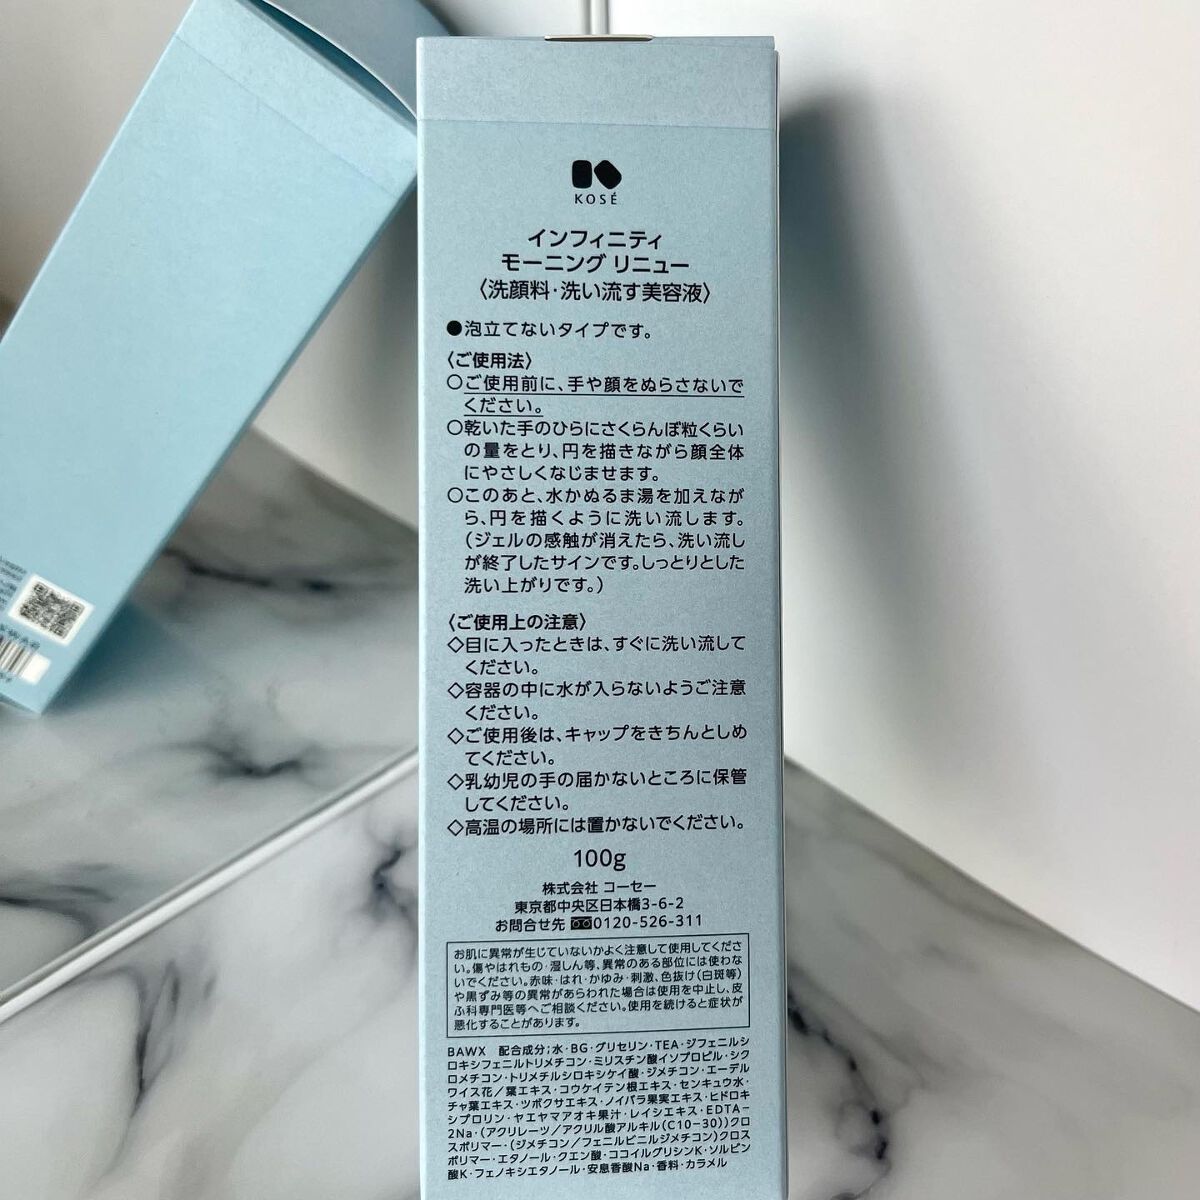 KOSÉ
インフィニティ
モーニング リニュー
〈洗顔料・洗い流す美容液〉
●泡立てないタイプです。
〈ご使用法〉
○ご使用前に、手や顔をぬらさないで
ください。
○乾いた手のひらにさくらんぼ粒くらい
の量をとり、円を描きながら顔全体
にやさしくなじませます。
○このあと、水かぬるま湯を加えなが
ら、円を描くように洗い流します。
(ジェルの感触が消えたら、洗い流し
が終了したサインです。しっとりとした
洗い上がりです。)
〈ご使用上の注意〉
◇目に入ったときは、すぐに洗い流して
ください。
◇容器の中に水が入らないようご注意
ください。
◇ご使用後は、キャップをきちんとしめ
てください。
◇乳幼児の手の届かないところに保管
してください。
◇高温の場所には置かないでください。
100g
株式会社 コーセー
東京都中央区日本橋3-6-2
お問合せ先 0120-526-311
お肌に異常が生じていないかよく注意して使用してくださ
い。傷やはれもの・湿しん等、異常のある部位には使わな
いでください。赤味・はれ・かゆみ・刺激、色抜け(白斑等)
や黒ずみ等の異常があらわれた場合は使用を中止し、皮
ふ科専門医等へご相談ください。使用を続けると症状が
悪化することがあります。
BAWX 配合成分;水・BG・グリセリン・TEA・ジフェニルシ
ロキシフェニルトリメチコン・ミリスチン酸イソプロピル・シク
ロメチコン・トリメチルシロキシケイ酸・ジメチコン・エーデル
ワイス花/葉エキス・コウケイテン根エキス・センキュウ水・
チャ葉エキス・ツボクサエキス・ノイバラ果実エキス・ヒドロキ
シプロリン・ヤエヤマアオキ果汁・レイシエキス・EDTA-
2Na・(アクリレーツ/アクリル酸アルキル(C10-30))クロ
スポリマー・(ジメチコン/フェニルビニルジメチコン)クロス
ポリマー・エタノール・クエン酸・ココイルグリシンK・ソルビン
酸K・フェノキシエタノール・安息香酸Na・香料・カラメル